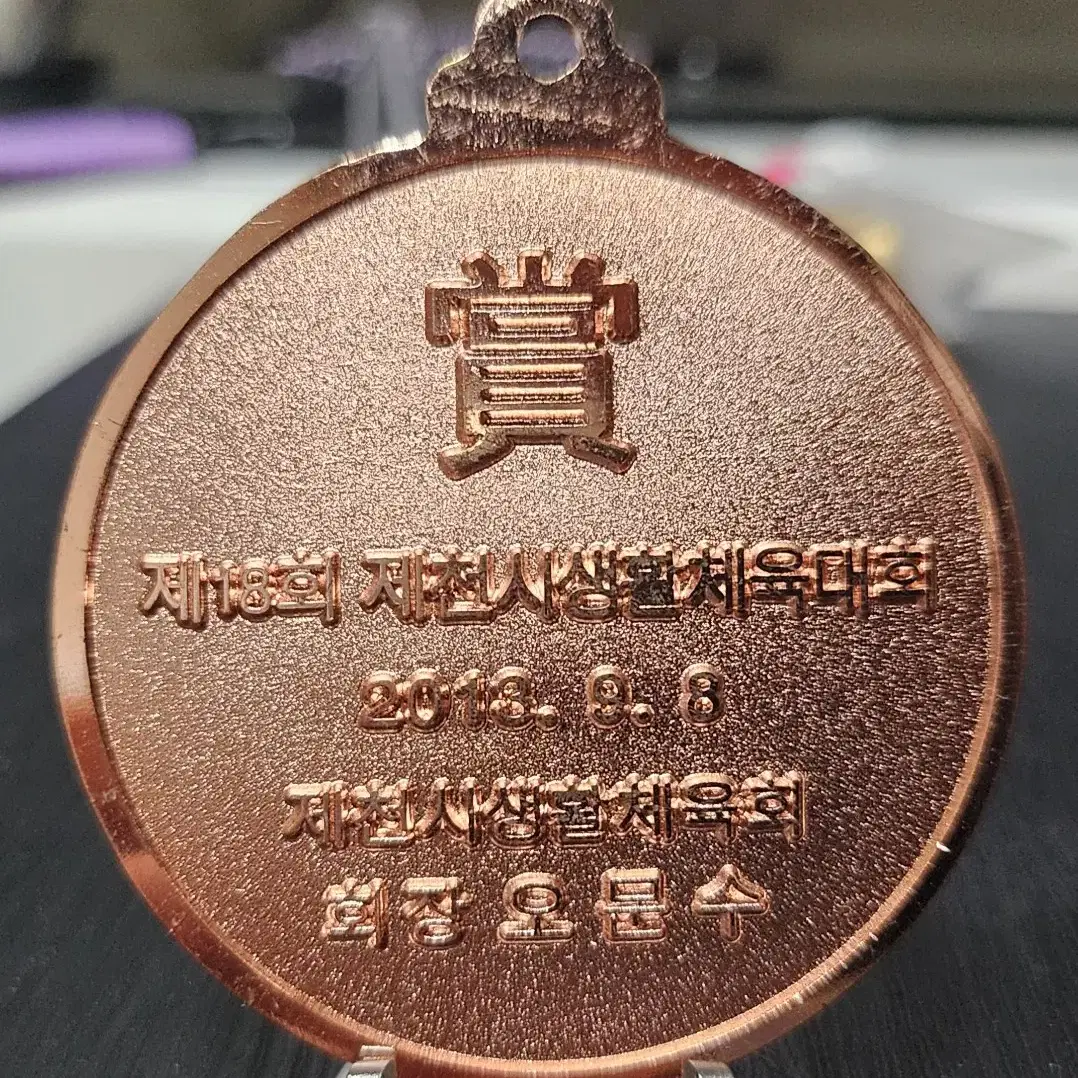 賞
제18회 제천시생활체육대회
2013. 9. 8
제천시생활체육회
회장 오문수